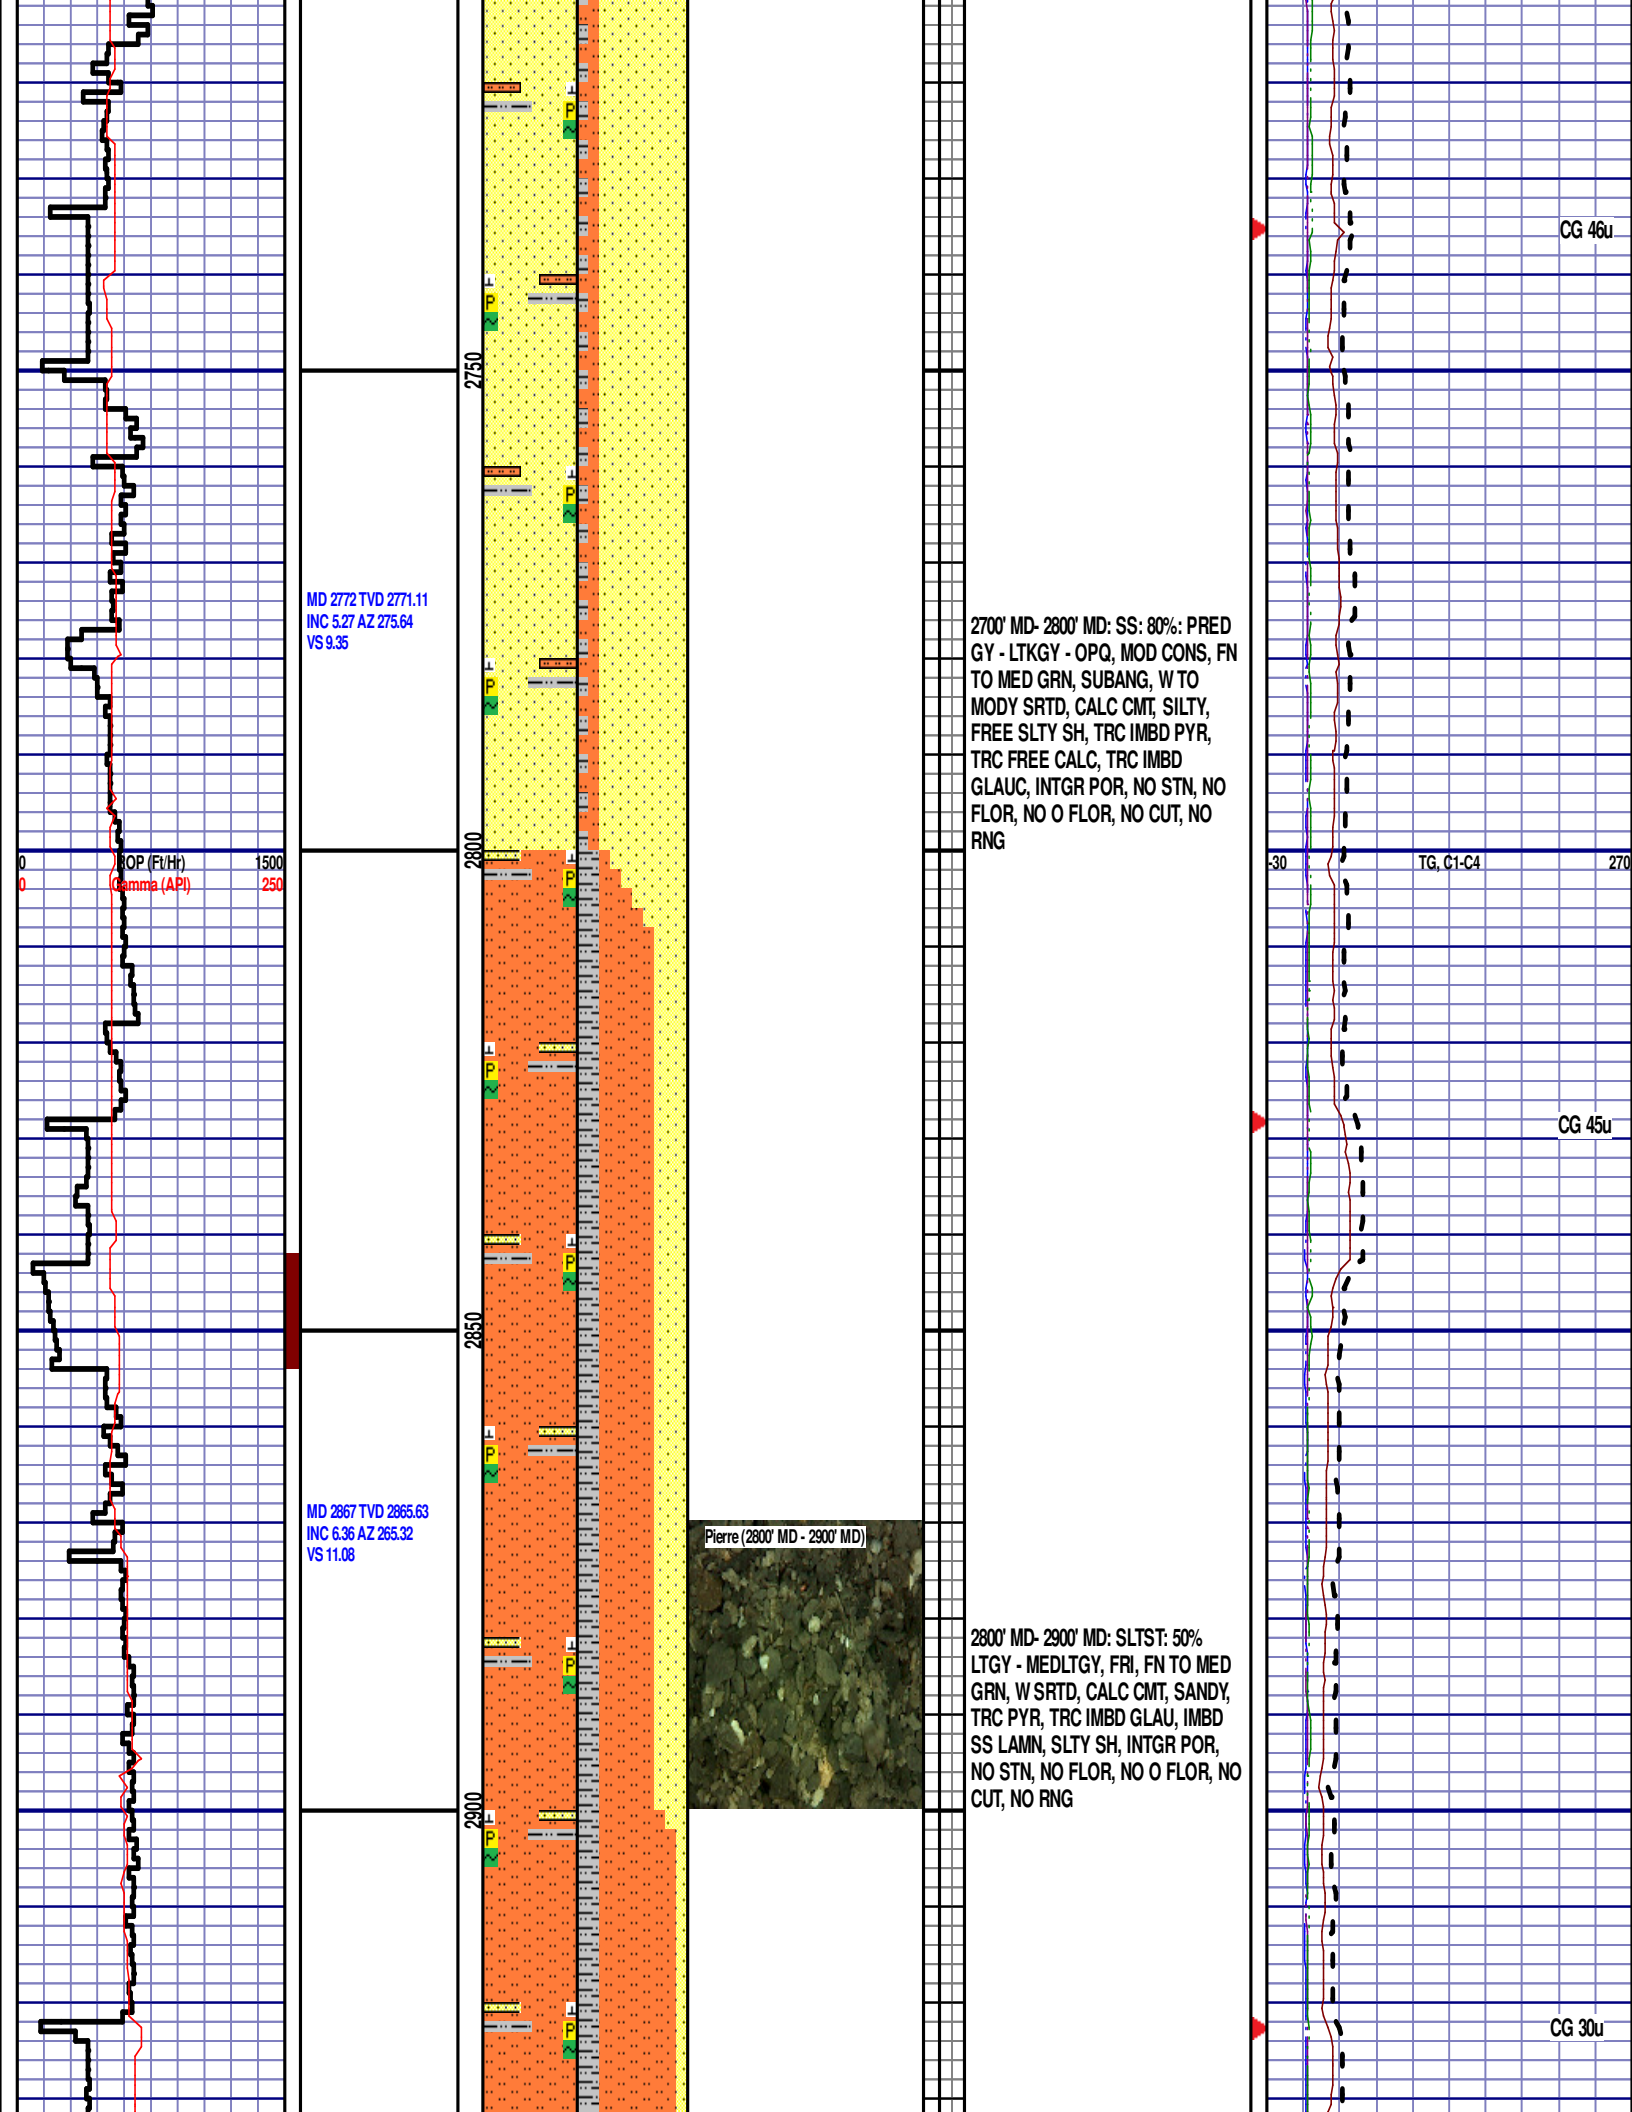 CG 46u
2750
MD 2772 TVD 2771.11
INC 5.27 AZ 275.64
VS 9.35
2700' MD- 2800' MD: SS: 80%: PRED
GY - LTKGY - OPQ, MOD CONS, FN
TO MED GRN, SUBANG, W TO
MODY SRTD, CALC CMT, SILTY,
FREE SLTY SH, TRC IMBD PYR,
TRC FREE CALC, TRC IMBD
GLAUC, INTGR POR, NO STN, NO
FLOR, NO O FLOR, NO CUT, NO
RNG
2800
0 ROP (Ft/Hr) 1500
0 Gamma (API) 250
-30 TG, C1-C4 270
CG 45u
2850
MD 2867 TVD 2865.63
INC 6.36 AZ 265.32
VS 11.08
Pierre (2800' MD - 2900' MD)
2800' MD- 2900' MD: SLTST: 50%
LTGY - MEDLTGY, FRI, FN TO MED
GRN, W SRTD, CALC CMT, SANDY,
TRC PYR, TRC IMBD GLAU, IMBD
SS LAMN, SLTY SH, INTGR POR,
NO STN, NO FLOR, NO O FLOR, NO
CUT, NO RNG
2900
CG 30u
P
P
P
P
P
P
P
P
P
P
P